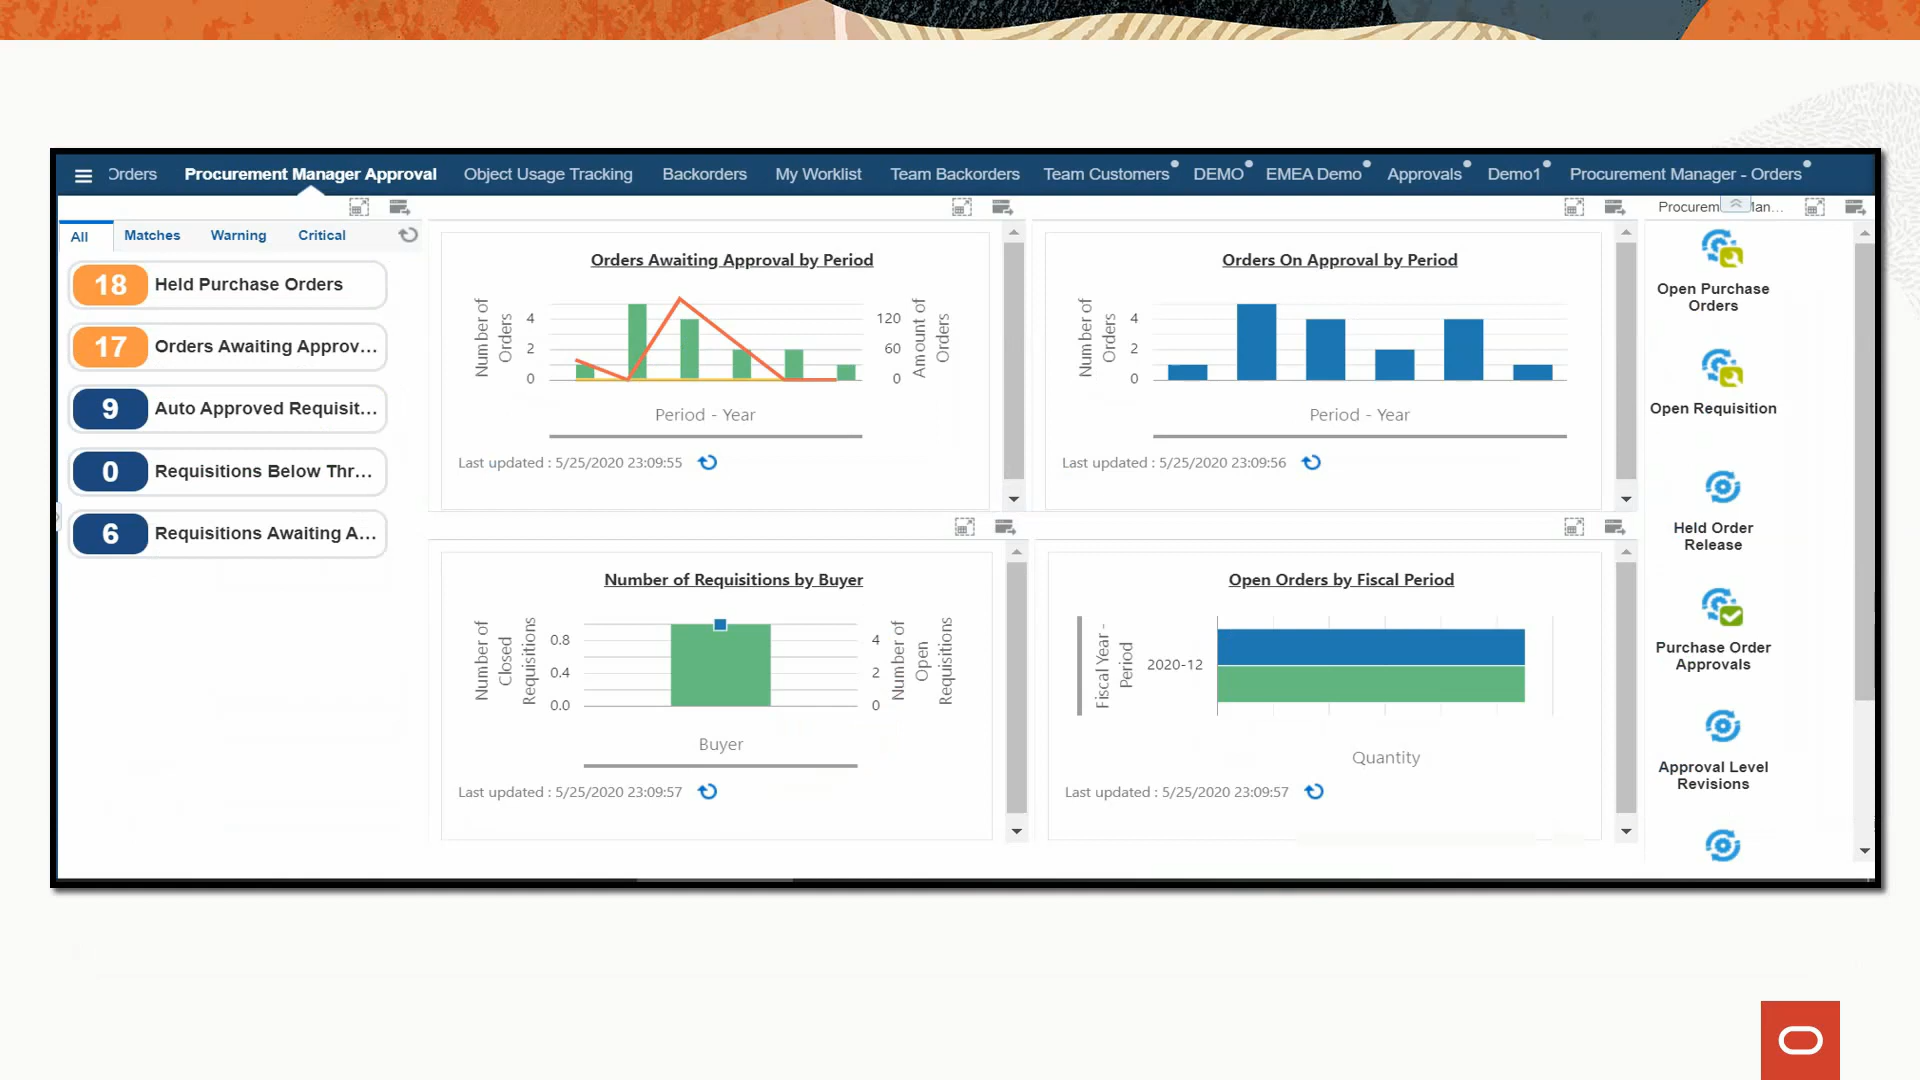 Orders Procurement Manager Approval Object Usage Tracking Backorders My Worklist Team Backorders Team Customers DEMO EMEA Demo Approvals Demo1 Procurement Manager - Orders
All Matches Warning Critical
18 Held Purchase Orders
17 Orders Awaiting Approv...
9 Auto Approved Requisit...
0 Requisitions Below Thr...
6 Requisitions Awaiting A...
Orders Awaiting Approval by Period
Number of
Orders
4
2
0
120
60
0
Amount of
Orders
Period - Year
Last updated : 5/25/2020 23:09:55
Orders On Approval by Period
Number of
Orders
4
2
0
Period - Year
Last updated : 5/25/2020 23:09:56
Number of Requisitions by Buyer
Number of
Closed
Requisitions
0.8
0.4
0.0
4
2
0
Number of
Open
Requisitions
Buyer
Last updated : 5/25/2020 23:09:57
Open Orders by Fiscal Period
Fiscal Year -
Period
2020-12
Quantity
Last updated : 5/25/2020 23:09:57
Open Purchase
Orders
Open Requisition
Held Order
Release
Purchase Order
Approvals
Approval Level
Revisions